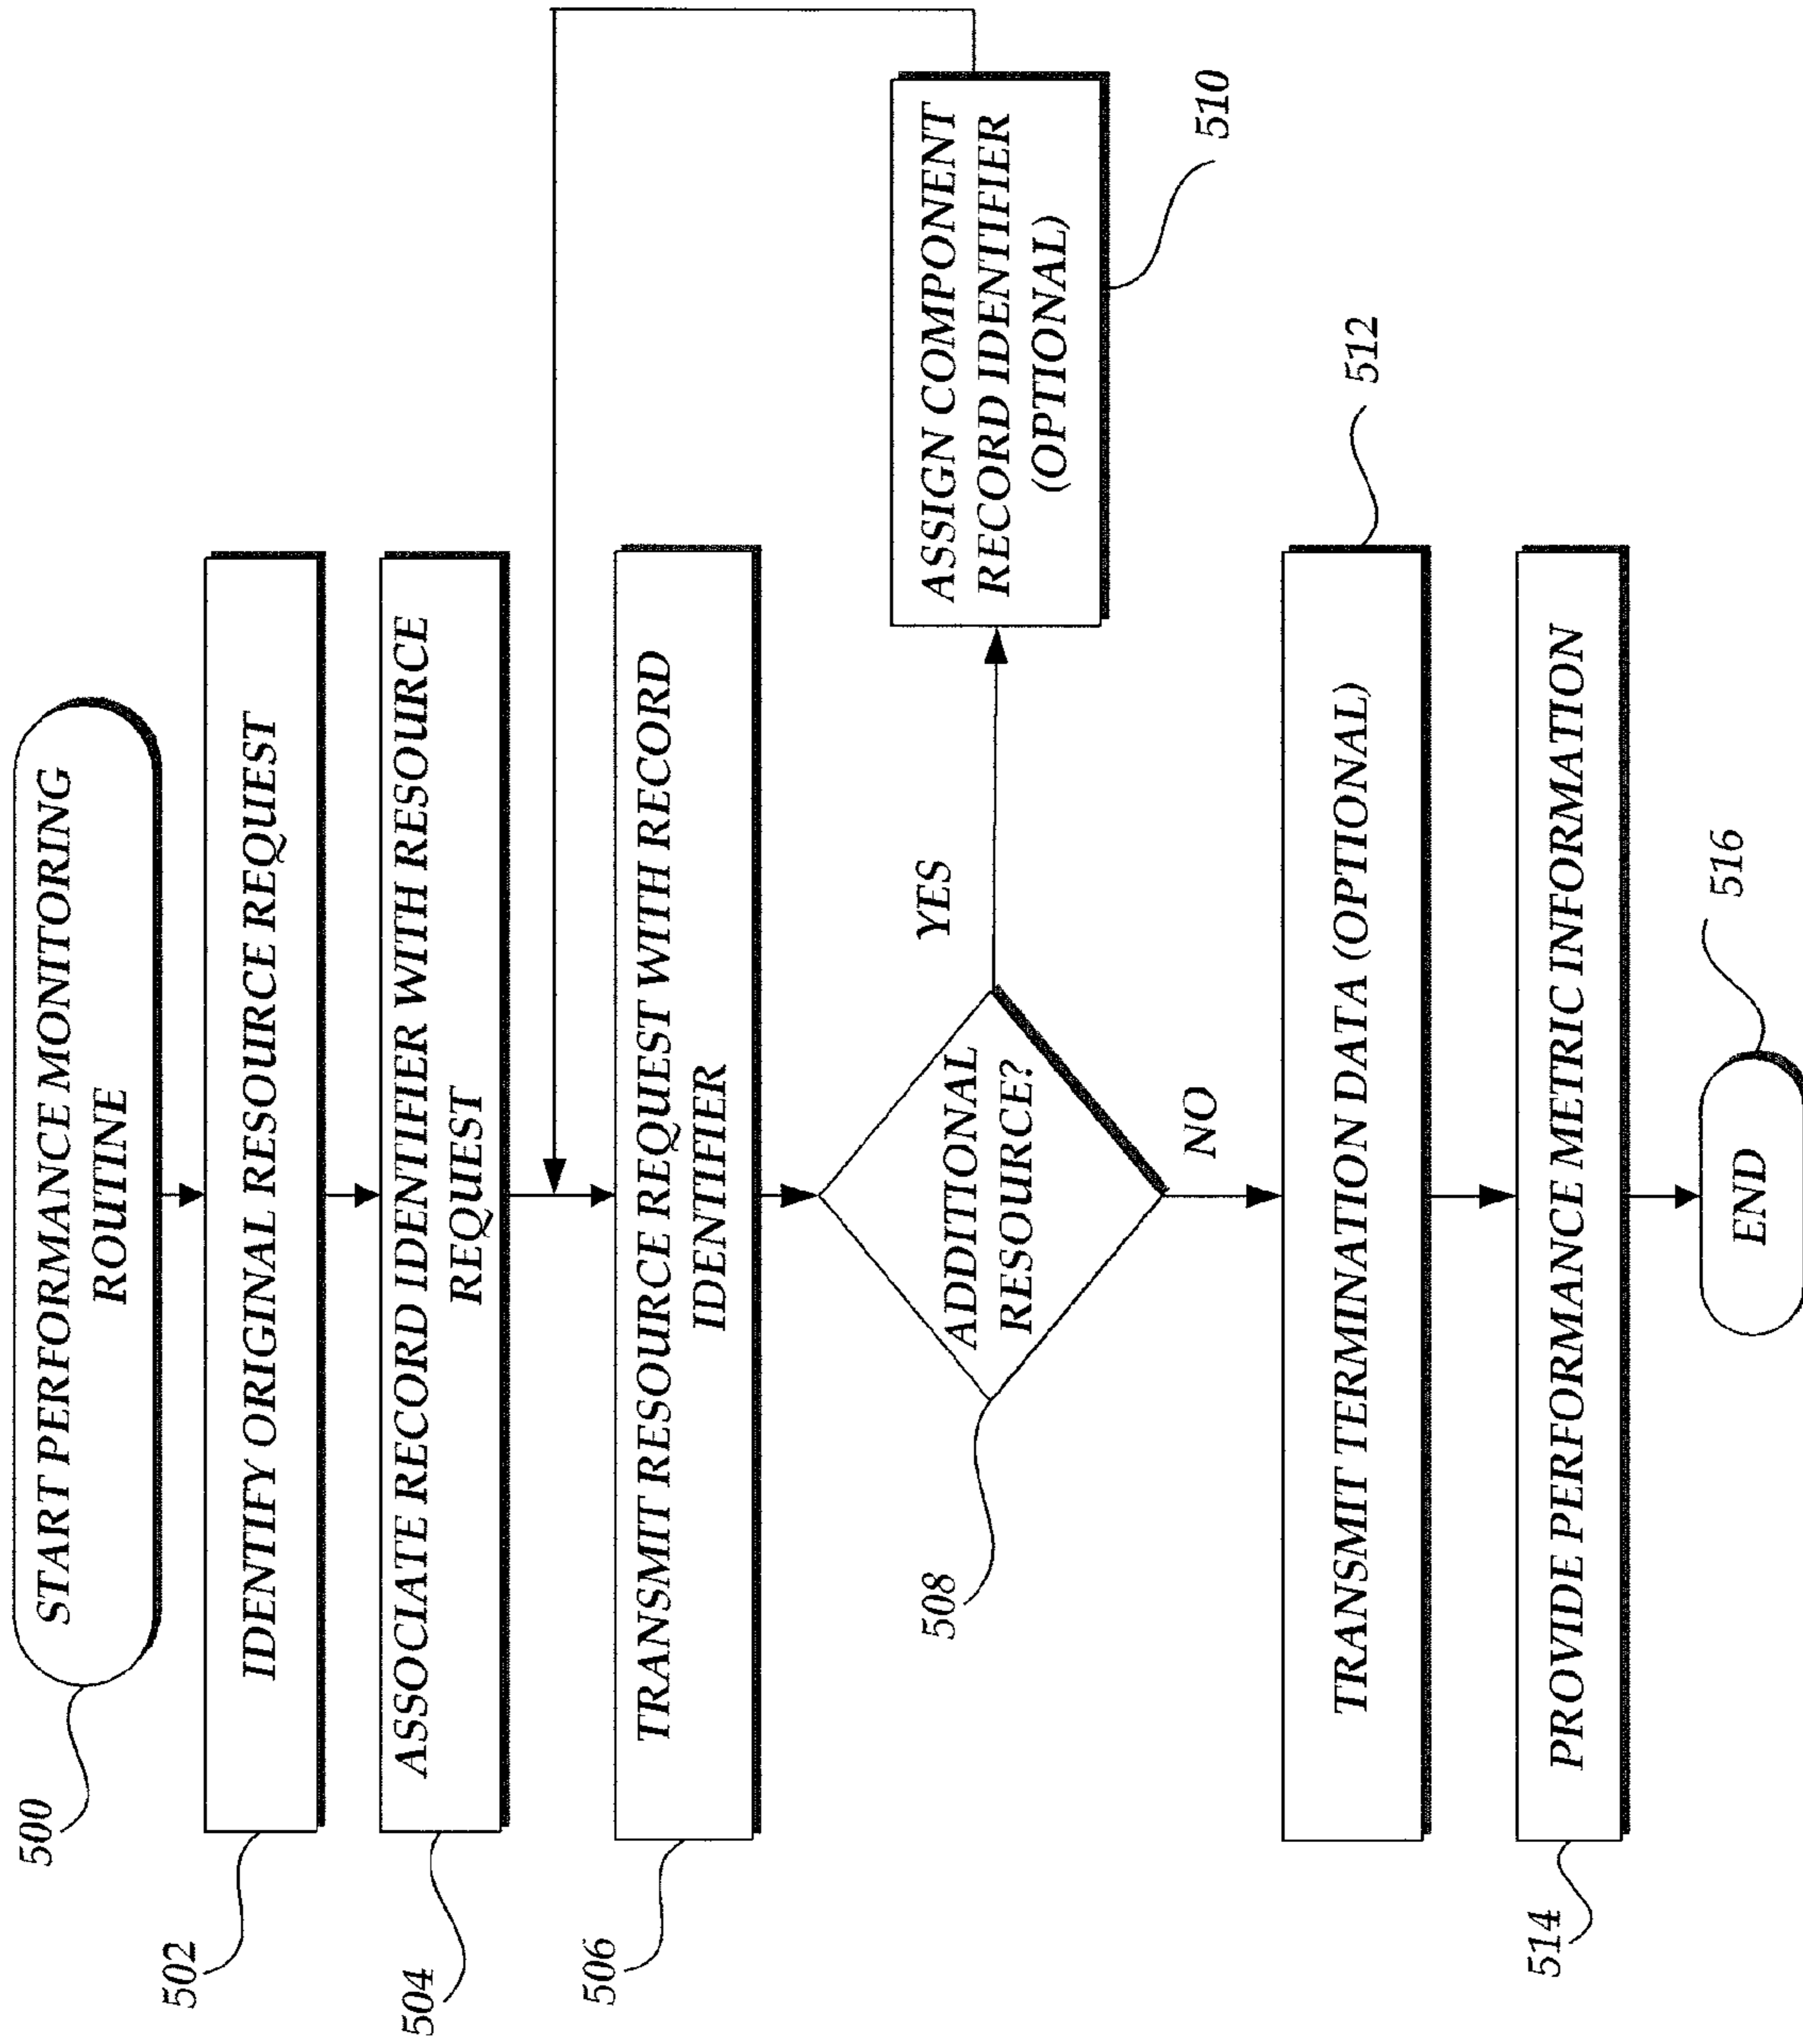 500
START PERFORMANCE MONITORING
ROUTINE
502
IDENTIFY ORIGINAL RESOURCE REQUEST
504
ASSOCIATE RECORD IDENTIFIER WITH RESOURCE
REQUEST
506
TRANSMIT RESOURCE REQUEST WITH RECORD
IDENTIFIER
508
ADDITIONAL
RESOURCE?
YES
ASSIGN COMPONENT
RECORD IDENTIFIER
(OPTIONAL)
510
NO
512
TRANSMIT TERMINATION DATA (OPTIONAL)
514
PROVIDE PERFORMANCE METRIC INFORMATION
516
END